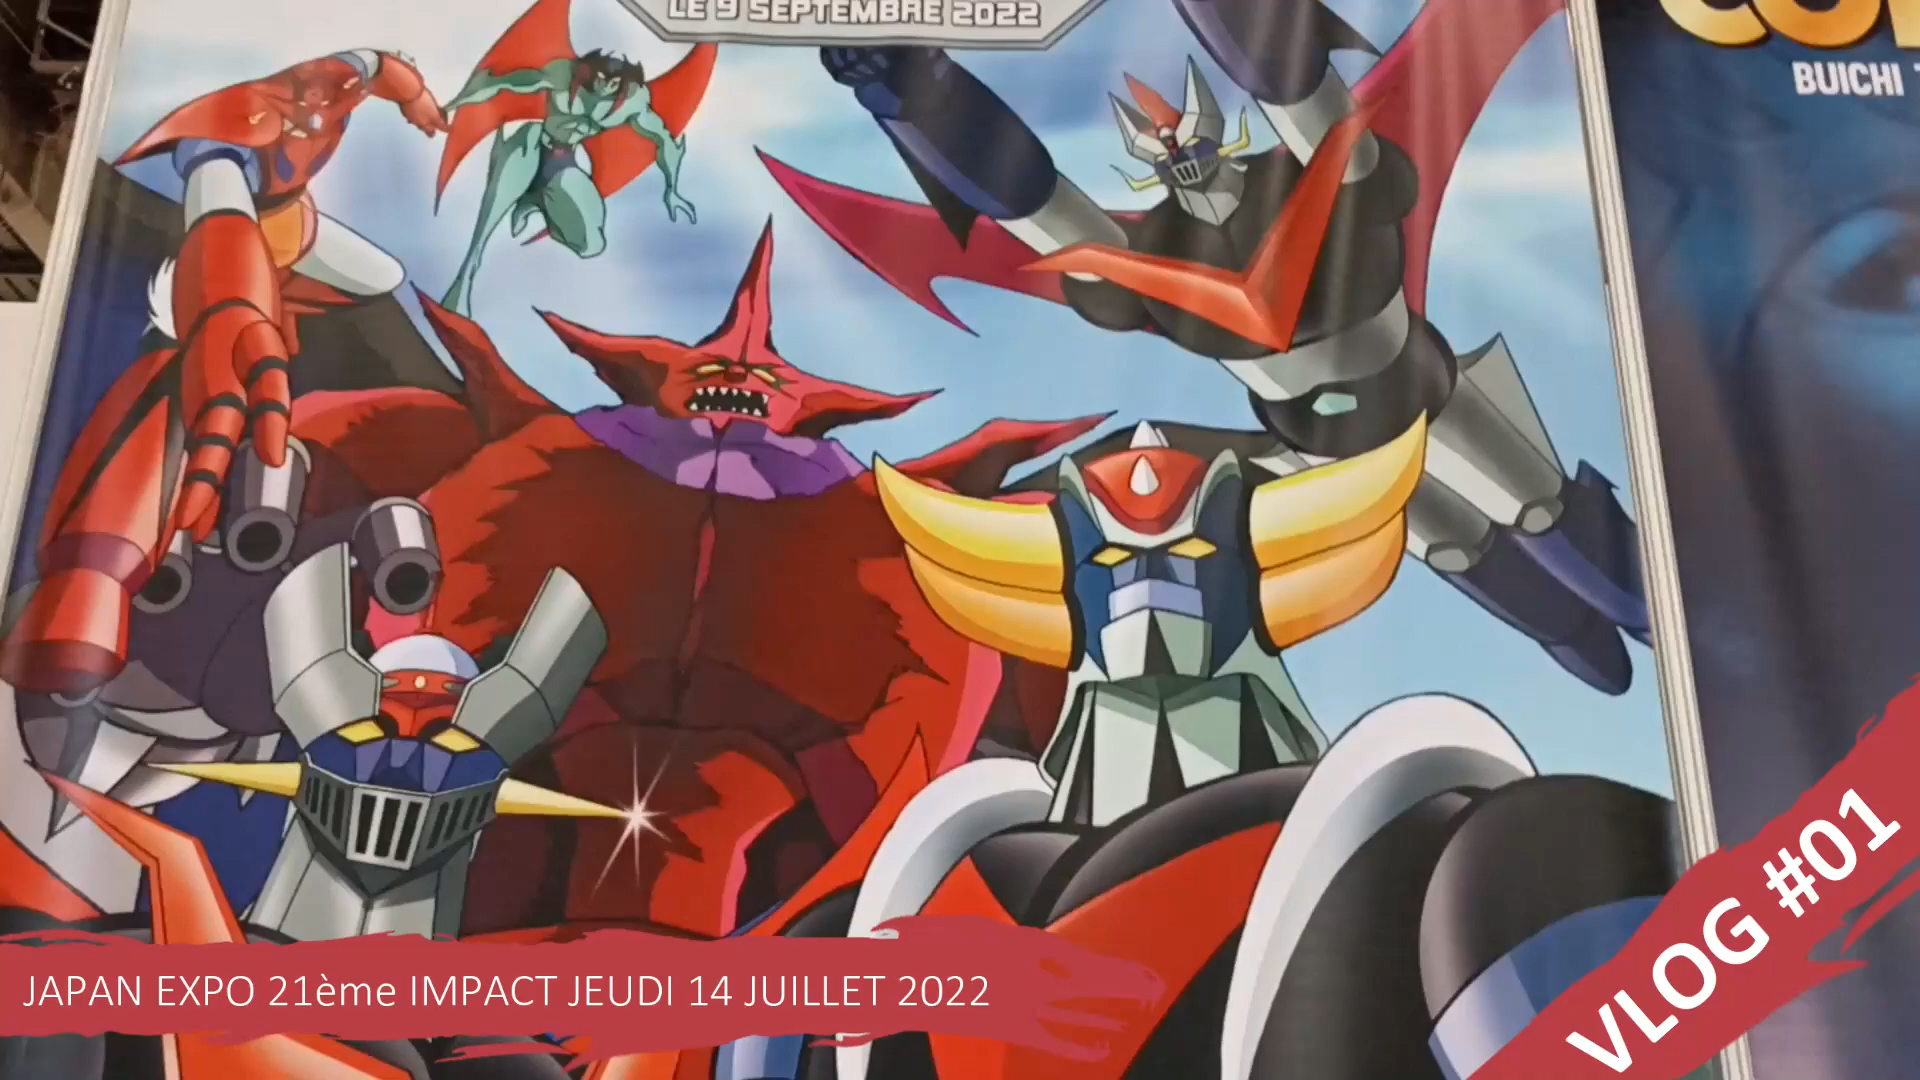 LE 9 SEPTEMBRE 2022
BUICHI
JAPAN EXPO 21ème IMPACT JEUDI 14 JUILLET 2022
VLOG #01